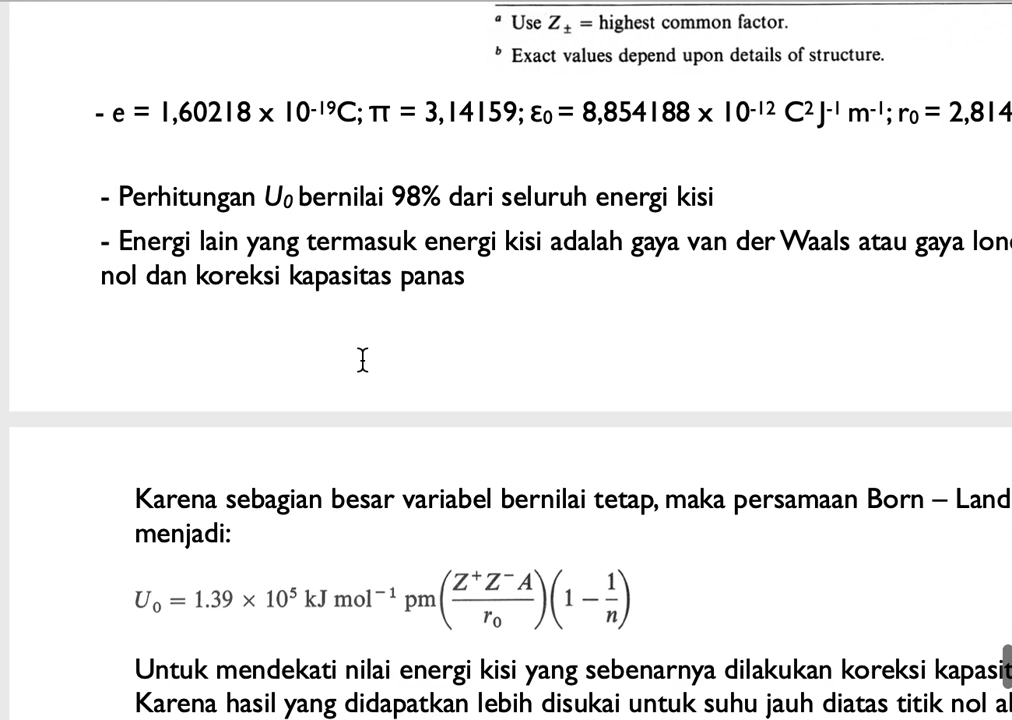 ᵃ Use Z± = highest common factor.
ᵇ Exact values depend upon details of structure.
- e = 1,60218 x 10⁻¹⁹C; π = 3,14159; ε₀ = 8,854188 x 10⁻¹² C² J⁻¹ m⁻¹; r₀ = 2,814
- Perhitungan U₀ bernilai 98% dari seluruh energi kisi
- Energi lain yang termasuk energi kisi adalah gaya van der Waals atau gaya lon
nol dan koreksi kapasitas panas
Karena sebagian besar variabel bernilai tetap, maka persamaan Born – Land
menjadi:
U₀ = 1.39 × 10⁵ kJ mol⁻¹ pm(Z⁺Z⁻A/r₀)(1 − 1/n)
Untuk mendekati nilai energi kisi yang sebenarnya dilakukan koreksi kapasit
Karena hasil yang didapatkan lebih disukai untuk suhu jauh diatas titik nol